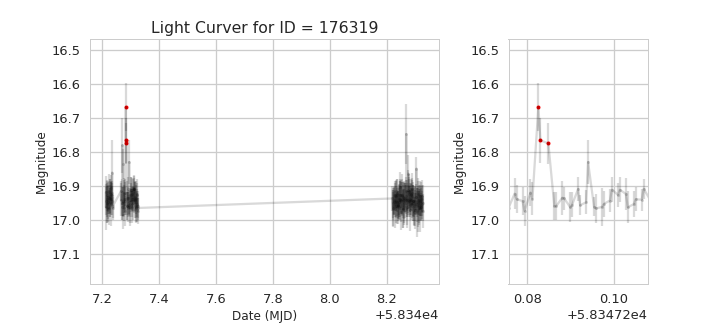 Light Curver for ID = 176319
16.5
16.6
16.7
16.8
16.9
17.0
17.1
Magnitude
7.2 7.4 7.6 7.8 8.0 8.2
Date (MJD)
+5.834e4
16.5
16.6
16.7
16.8
16.9
17.0
17.1
Magnitude
0.08 0.10
+5.83472e4